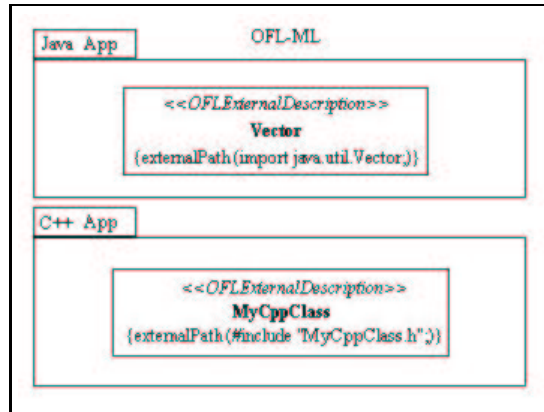 OFL-ML
Java App
<<OFLExternalDescription>>
Vector
{externalPath(import java.util.Vector;)}
C++ App
<<OFLExternalDescription>>
MyCppClass
{externalPath(#include "MyCppClass.h";)}